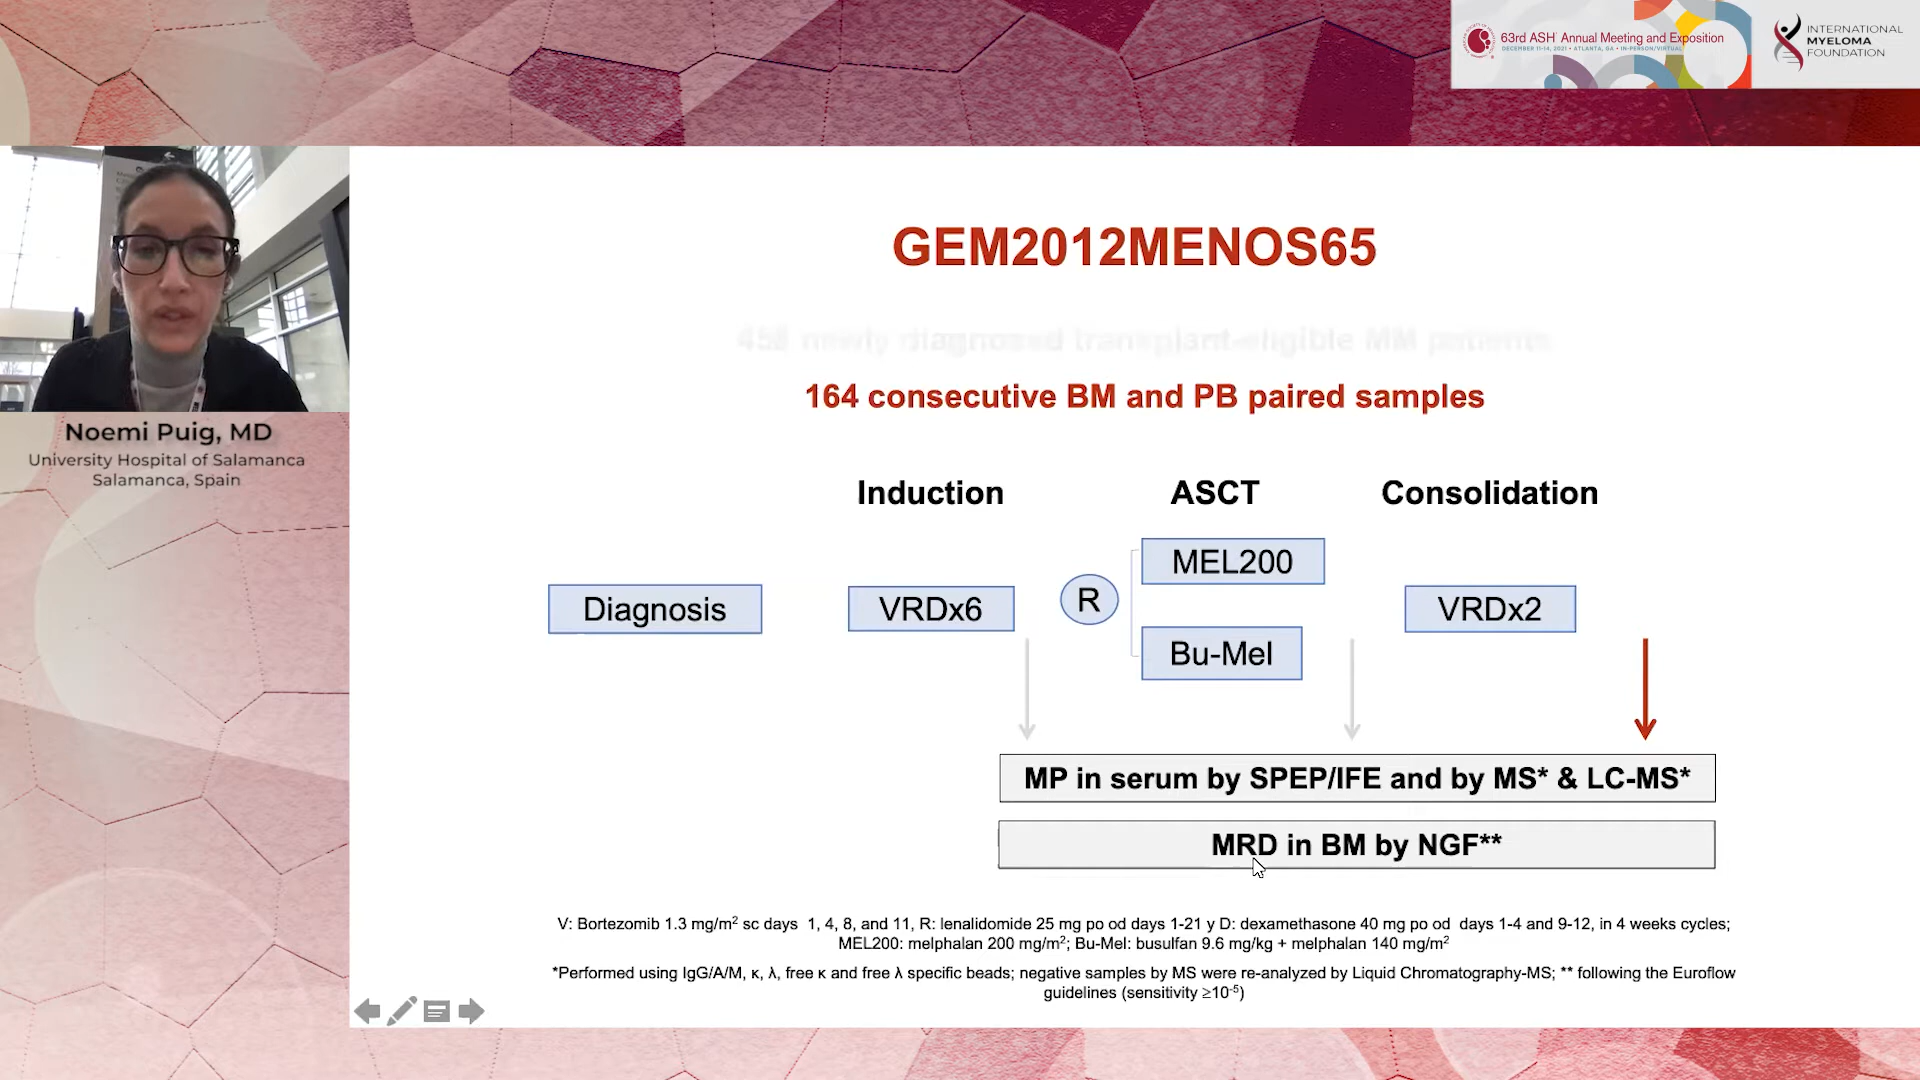 63rd ASH Annual Meeting and Exposition
DECEMBER 11-14, 2021 • ATLANTA, GA • IN-PERSON/VIRTUAL
INTERNATIONAL
MYELOMA
FOUNDATION
Noemi Puig, MD
University Hospital of Salamanca
Salamanca, Spain
GEM2012MENOS65
458 newly diagnosed transplant-eligible MM patients
164 consecutive BM and PB paired samples
Induction
ASCT
Consolidation
Diagnosis
VRDx6
R
MEL200
Bu-Mel
VRDx2
MP in serum by SPEP/IFE and by MS* & LC-MS*
MRD in BM by NGF**
V: Bortezomib 1.3 mg/m² sc days 1, 4, 8, and 11, R: lenalidomide 25 mg po od days 1-21 y D: dexamethasone 40 mg po od days 1-4 and 9-12, in 4 weeks cycles;
MEL200: melphalan 200 mg/m²; Bu-Mel: busulfan 9.6 mg/kg + melphalan 140 mg/m²
*Performed using IgG/A/M, κ, λ, free κ and free λ specific beads; negative samples by MS were re-analyzed by Liquid Chromatography-MS; ** following the Euroflow
guidelines (sensitivity ≥10⁻⁵)